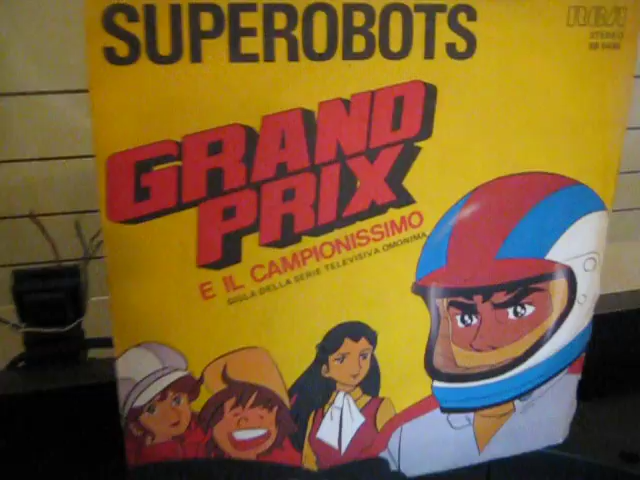 SUPEROBOTS
RCA
STEREO
GRAND
PRIX
E IL CAMPIONISSIMO
SIGLA DELLA SERIE TELEVISIVA OMONIMA